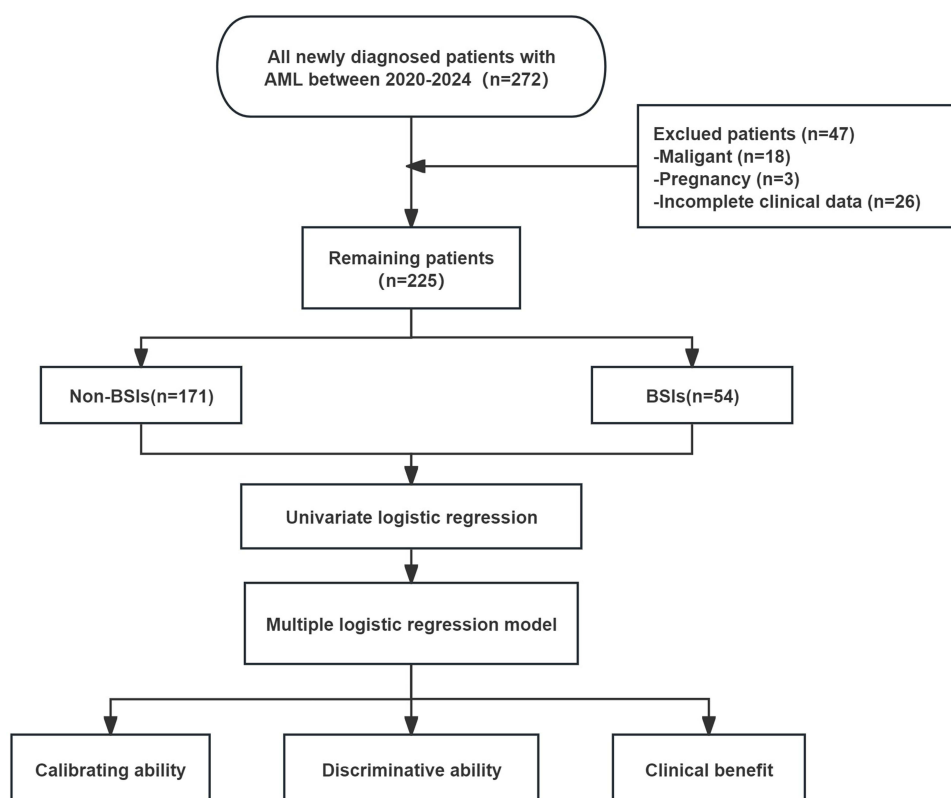 All newly diagnosed patients with
AML between 2020-2024（n=272）
Exclued patients (n=47)
-Maligant (n=18)
-Pregnancy (n=3)
-Incomplete clinical data (n=26)
Remaining patients
（n=225）
Non-BSIs(n=171)
BSIs(n=54)
Univariate logistic regression
Multiple logistic regression model
Calibrating ability
Discriminative ability
Clinical benefit